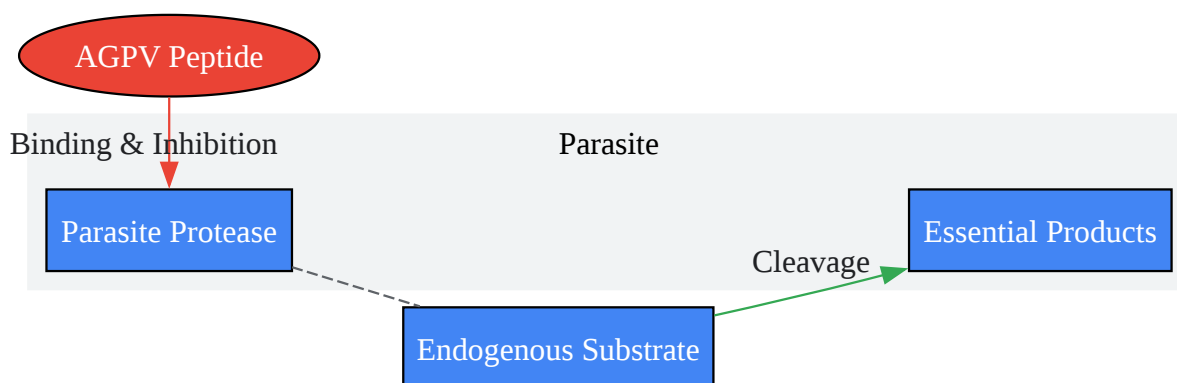 AGPV Peptide
Binding & Inhibition
Parasite
Parasite Protease
Essential Products
Cleavage
Endogenous Substrate